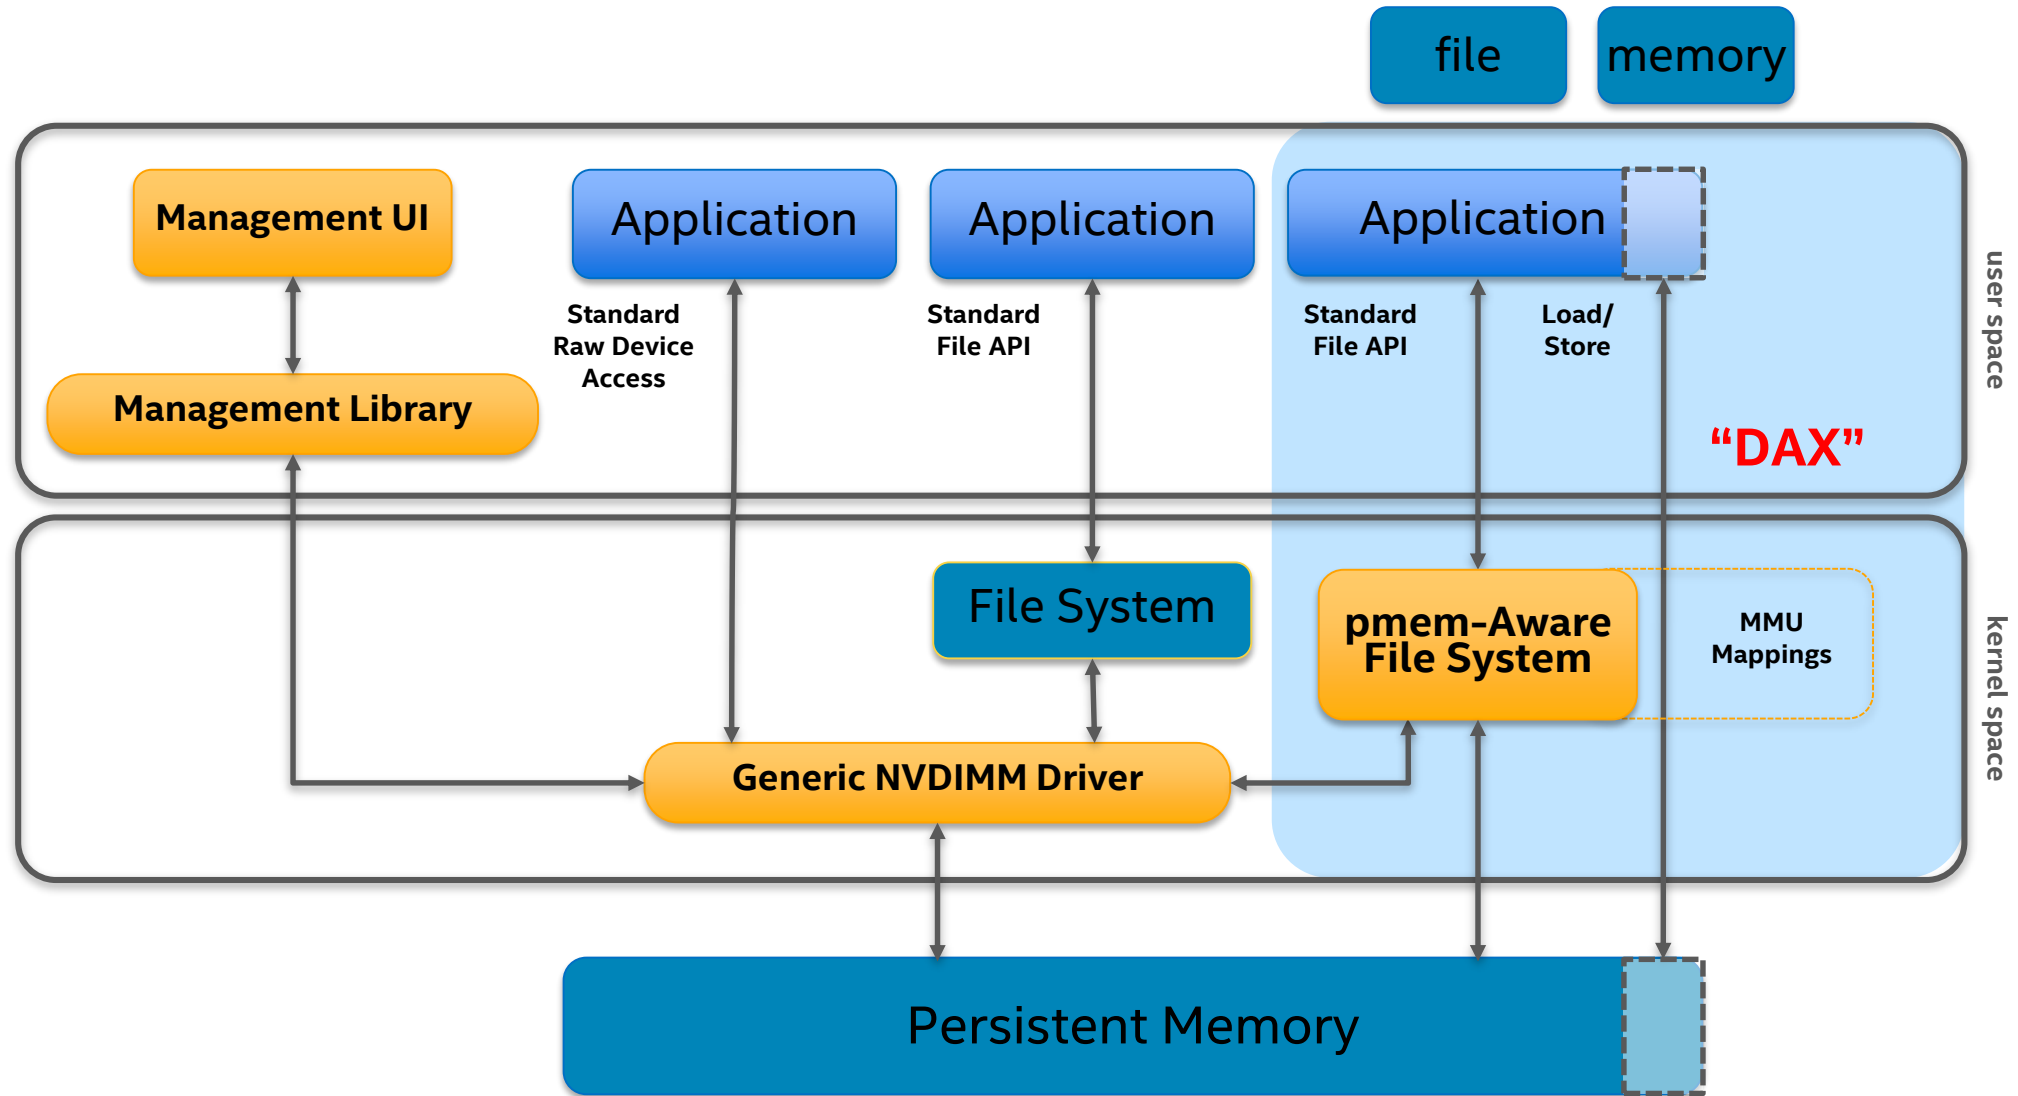 file
memory
Management UI
Application
Application
Application
Standard
Raw Device
Access
Standard
File API
Standard
File API
Load/
Store
user space
Management Library
“DAX”
File System
pmem-Aware
File System
MMU
Mappings
kernel space
Generic NVDIMM Driver
Persistent Memory